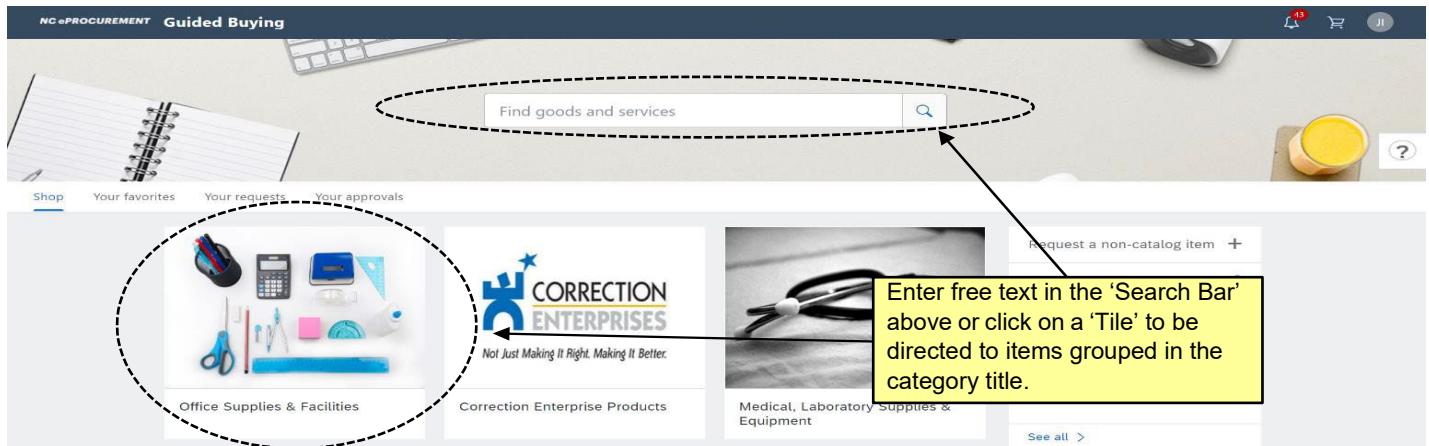 NC ePROCUREMENT Guided Buying
43
JI
Find goods and services
?
Shop Your favorites Your requests Your approvals
Request a non-catalog item +
CORRECTION
ENTERPRISES
Not Just Making It Right. Making It Better.
Enter free text in the ‘Search Bar’
above or click on a ‘Tile’ to be
directed to items grouped in the
category title.
Office Supplies & Facilities
Correction Enterprise Products
Medical, Laboratory Supplies &
Equipment
See all >